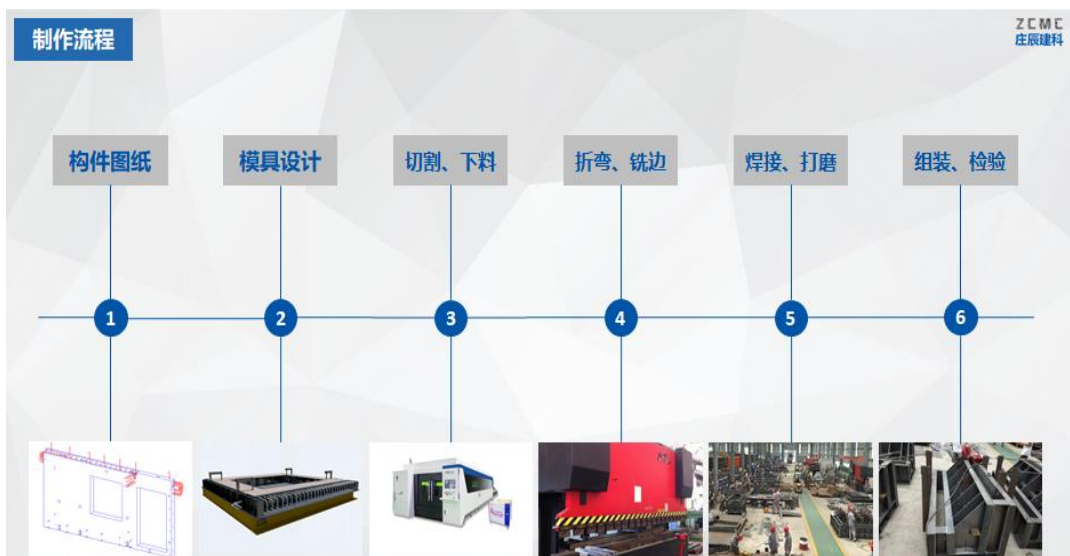 制作流程
ZCMC
庄辰建科
构件图纸
模具设计
切割、下料
折弯、铣边
焊接、打磨
组装、检验
1
2
3
4
5
6